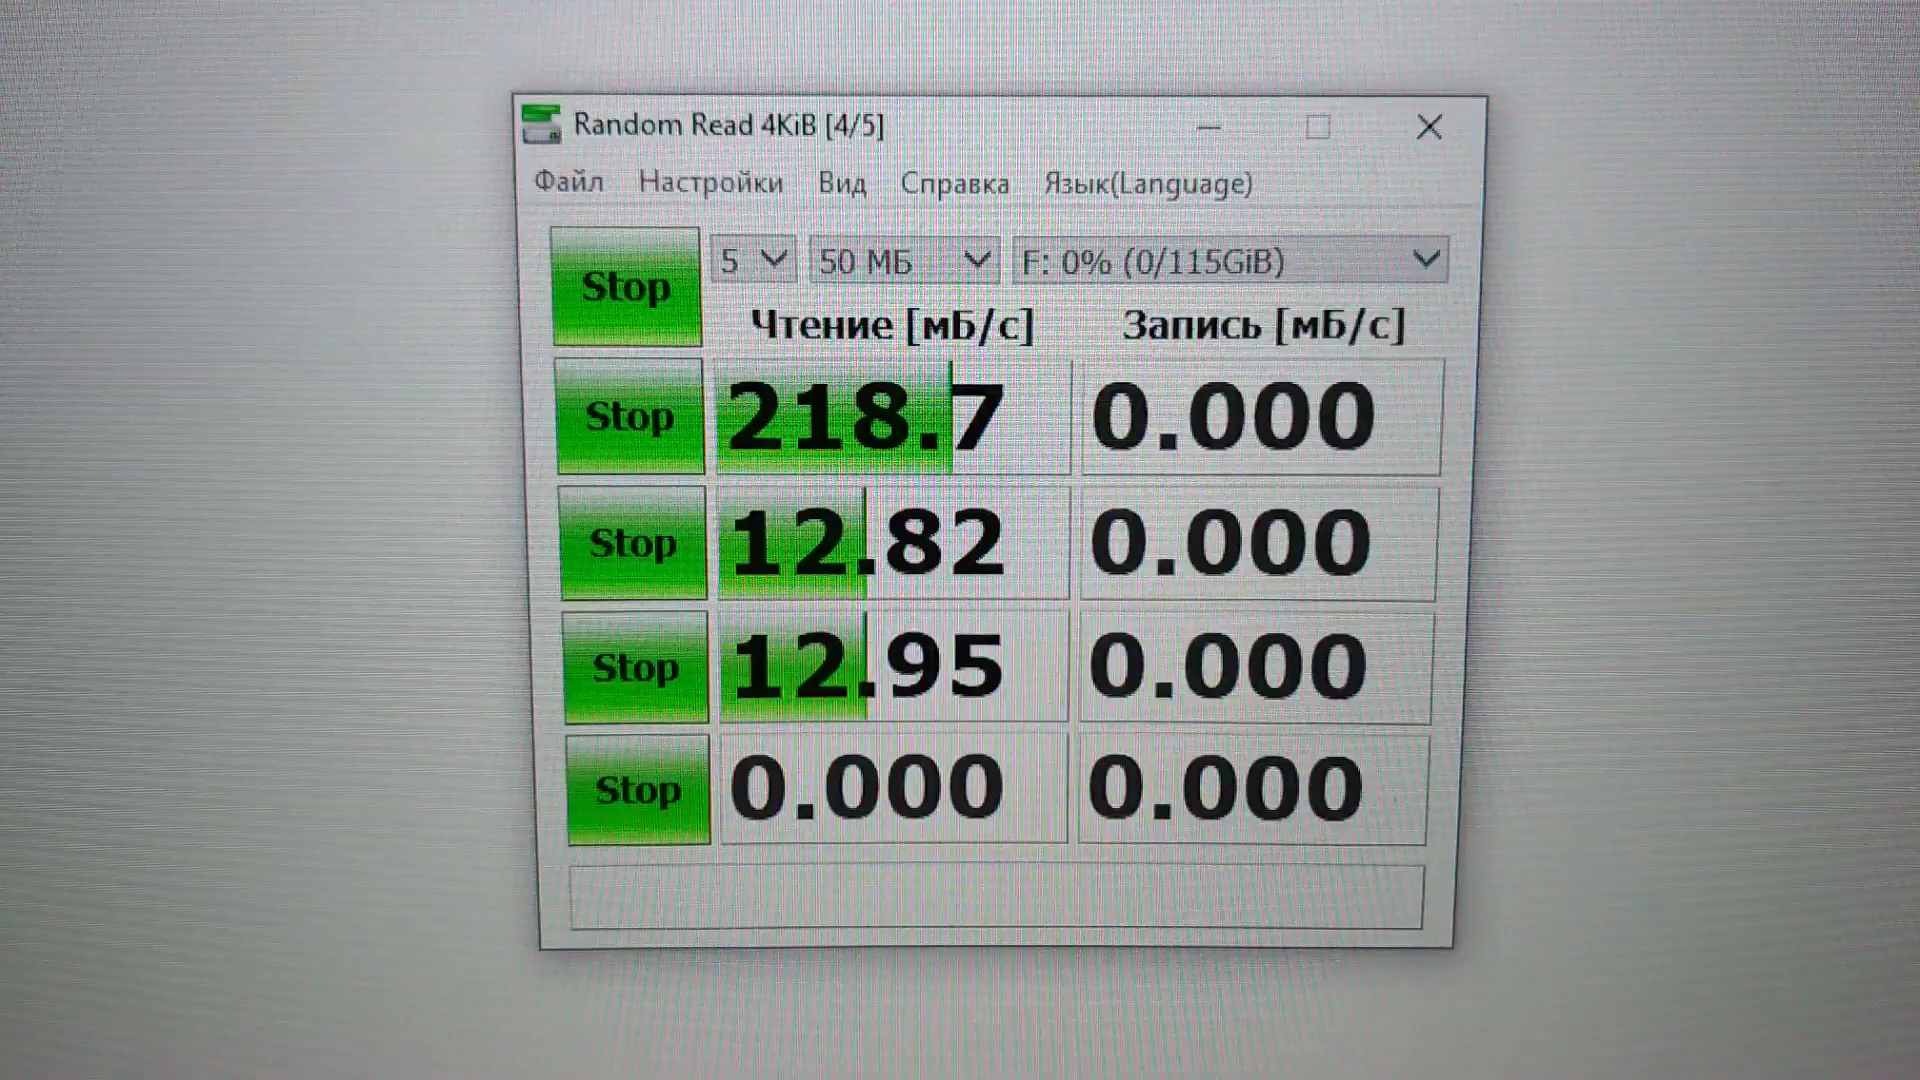 Random Read 4KiB [4/5]
Файл Настройки Вид Справка Язык(Language)
Stop 5 50 МБ F: 0% (0/115GiB)
Чтение [мБ/с] Запись [мБ/с]
Stop 218.7 0.000
Stop 12.82 0.000
Stop 12.95 0.000
Stop 0.000 0.000